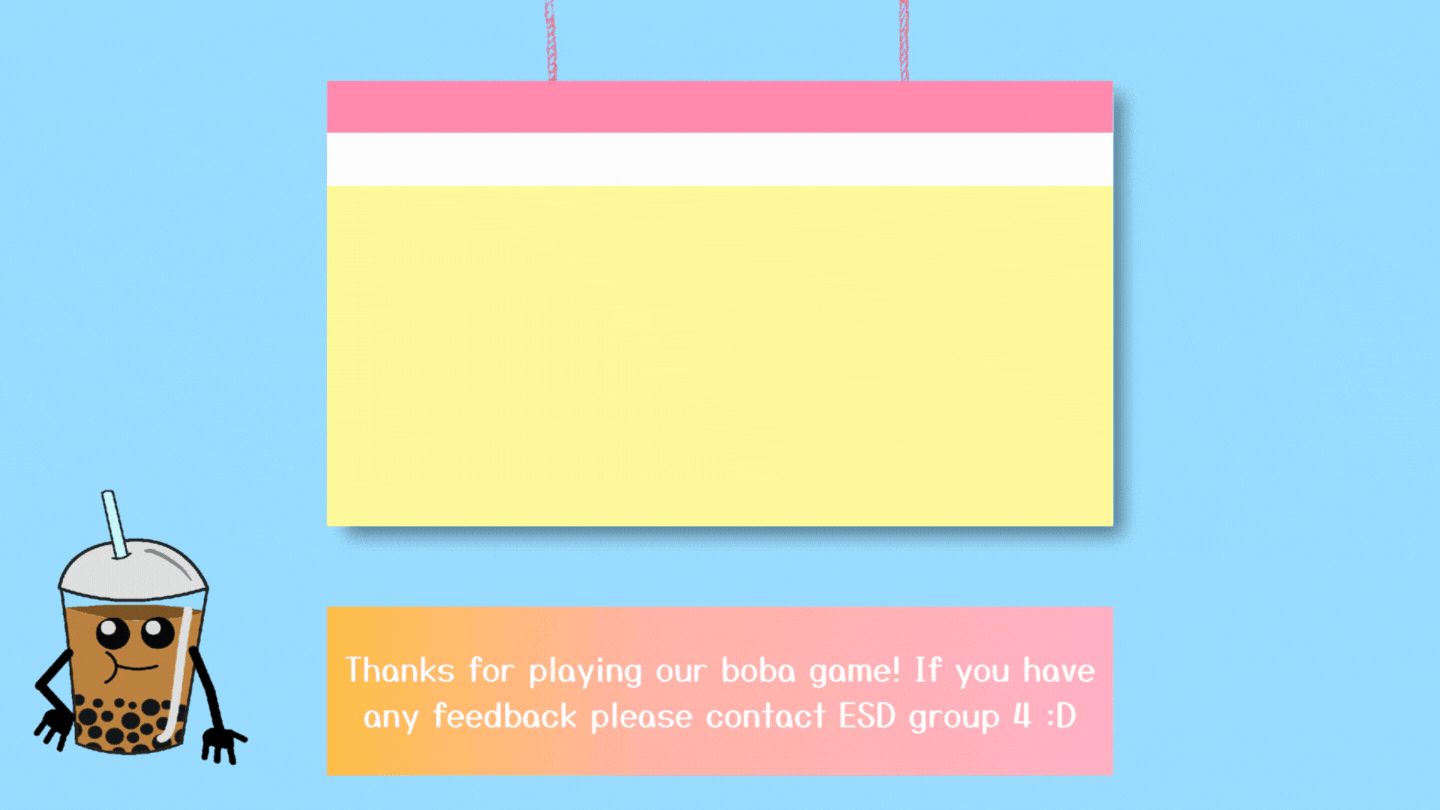 Thanks for playing our boba game! If you have
any feedback please contact ESD group 4 :D